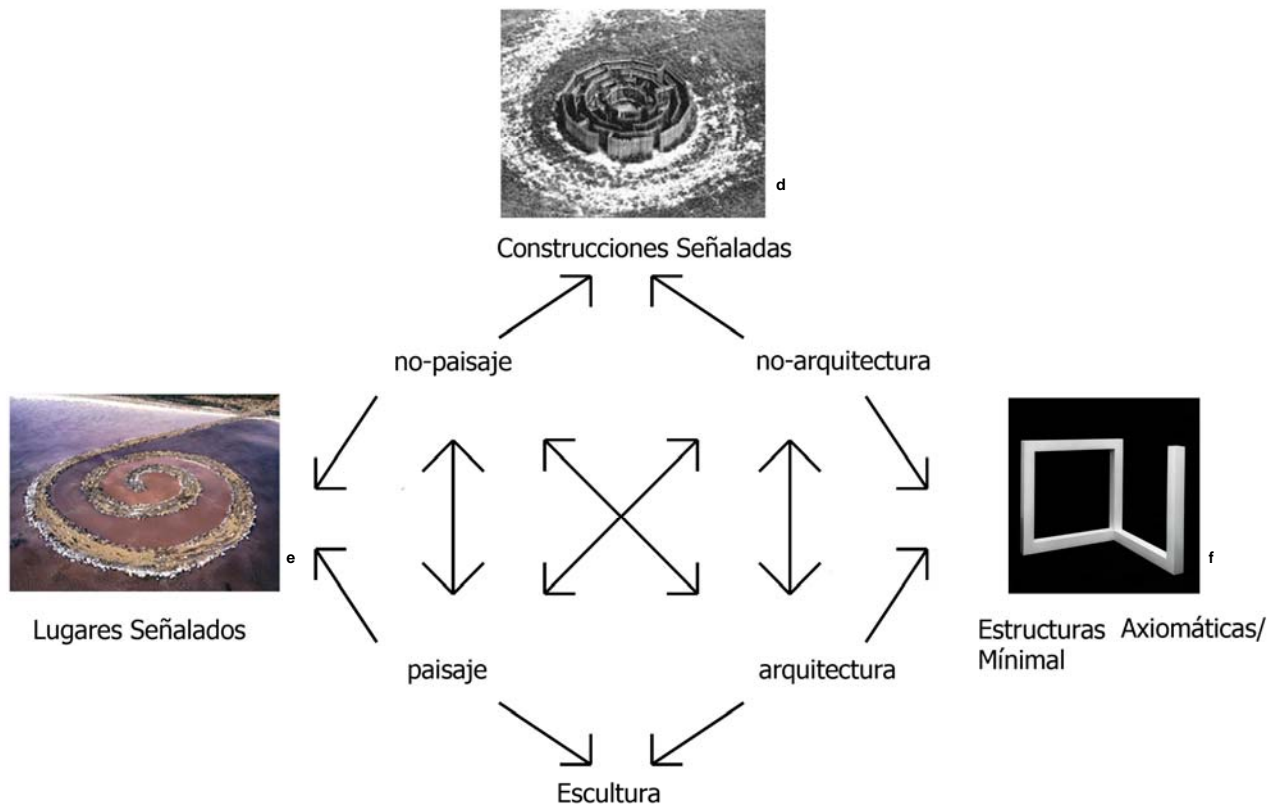 d
Construcciones Señaladas
no-paisaje
no-arquitectura
e
f
Lugares Señalados
Estructuras Axiomáticas/
Mínimal
paisaje
arquitectura
Escultura